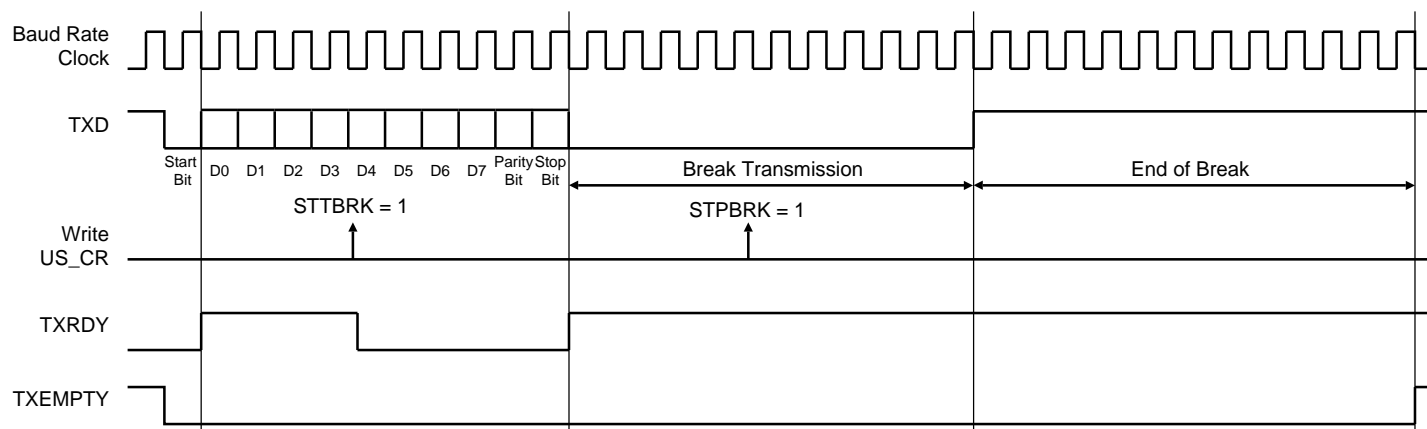 Baud Rate
Clock
TXD
Start
Bit
D0 D1 D2 D3 D4 D5 D6 D7
Parity
Bit
Stop
Bit
Break Transmission
End of Break
STTBRK = 1
STPBRK = 1
Write
US_CR
TXRDY
TXEMPTY